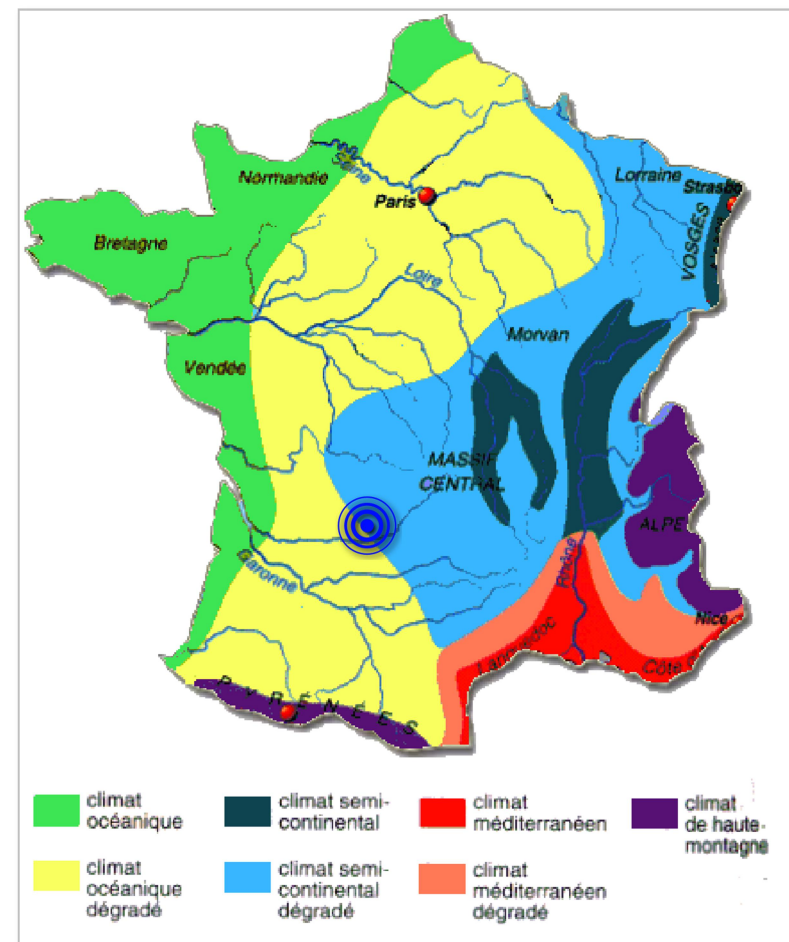 Normandie
Seine
Paris
Lorraine
Strasbo
VOSGES
Bretagne
Loire
Morvan
Vendée
MASSIF
CENTRAL
ALPE
Rhône
Garonne
Nice
Languedoc
Côte d'
PYRÉNÉES
climat
océanique
climat semi-
continental
climat
méditerranéen
climat
de haute-
montagne
climat
océanique
dégradé
climat semi-
continental
dégradé
climat
méditerranéen
dégradé